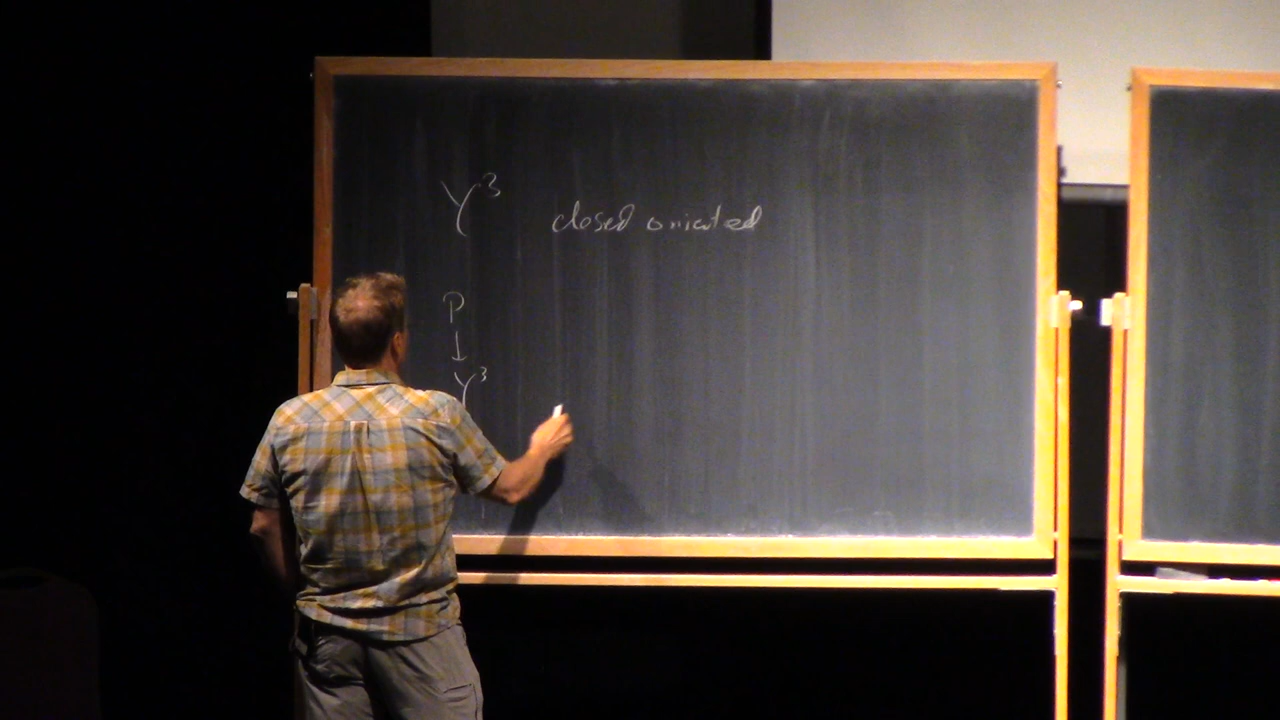 Y³ closed oriented
P
↓
Y³